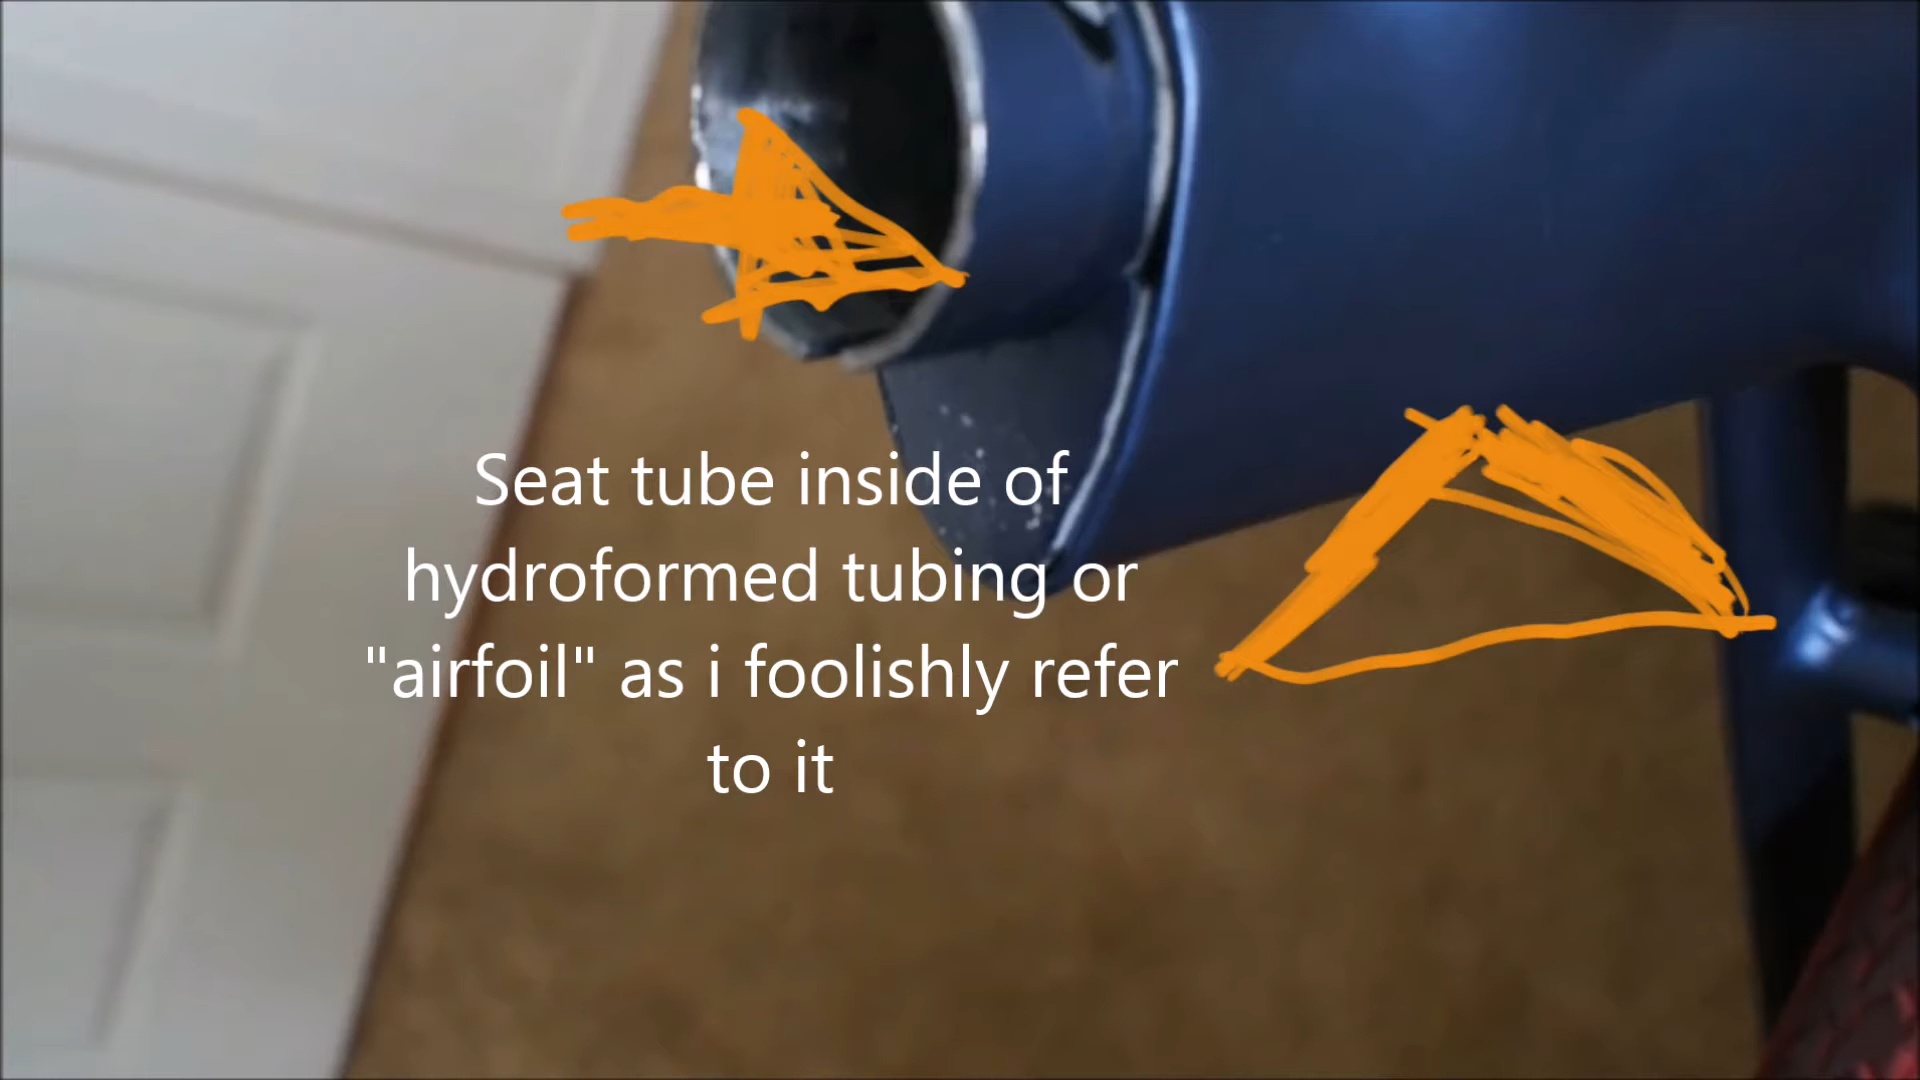 Seat tube inside of
hydroformed tubing or
"airfoil" as i foolishly refer
to it